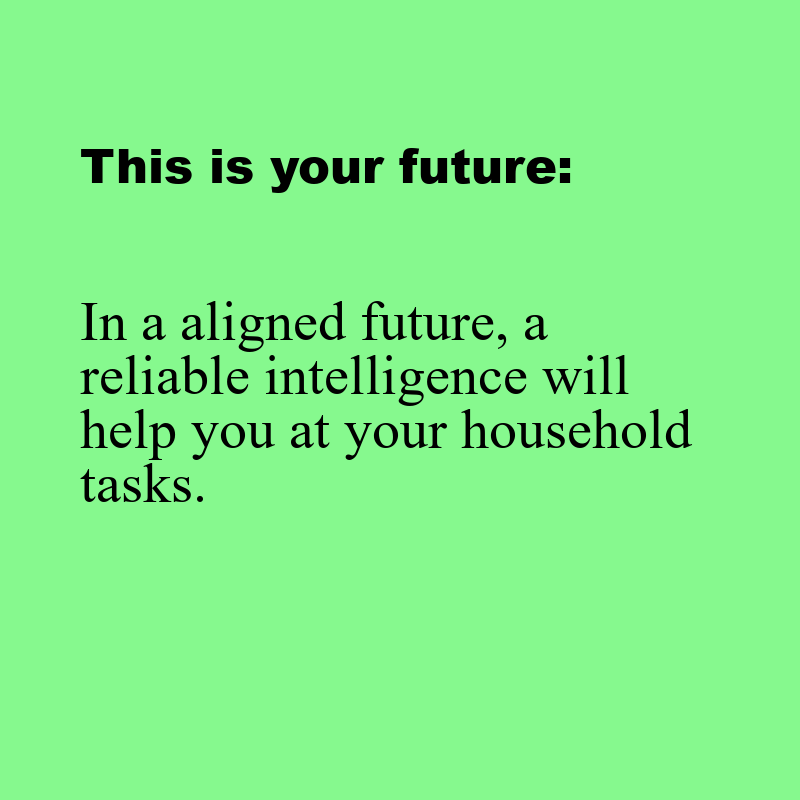 This is your future:
In a aligned future, a
reliable intelligence will
help you at your household
tasks.